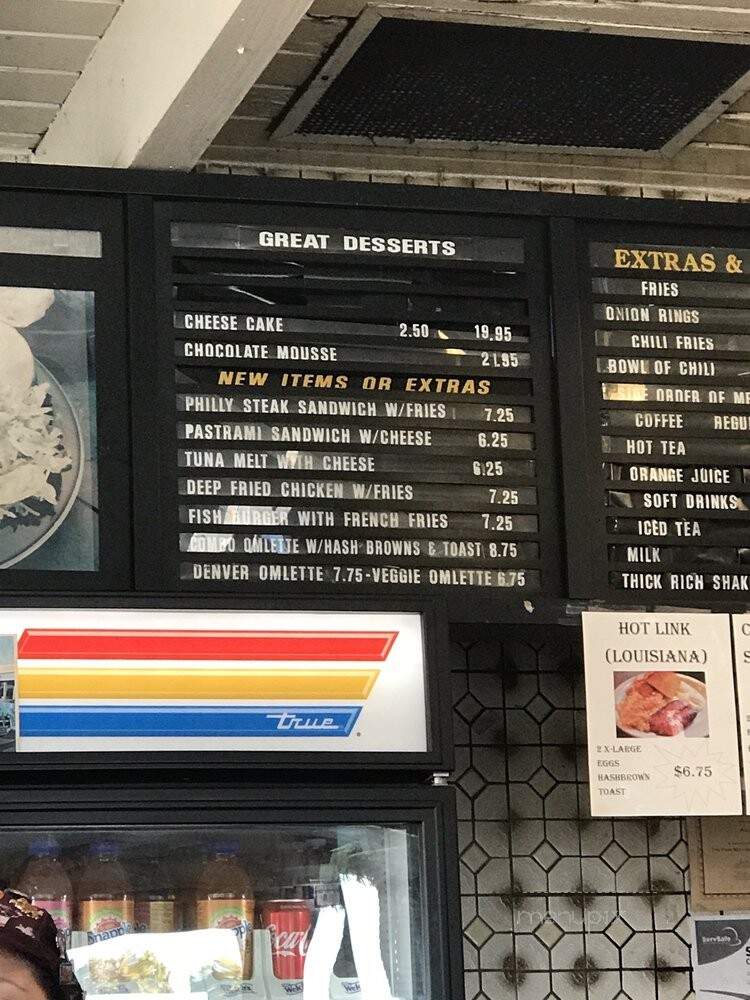 GREAT DESSERTS
CHEESE CAKE 2.50 19.95
CHOCOLATE MOUSSE 21.95
NEW ITEMS OR EXTRAS
PHILLY STEAK SANDWICH W/FRIES 7.25
PASTRAMI SANDWICH W/CHEESE 6.25
TUNA MELT WITH CHEESE 6.25
DEEP FRIED CHICKEN W/FRIES 7.25
FISH BURGER WITH FRENCH FRIES 7.25
COMBO OMLETTE W/HASH BROWNS & TOAST 8.75
DENVER OMLETTE 7.75-VEGGIE OMLETTE 6.75
EXTRAS &
FRIES
ONION RINGS
CHILI FRIES
BOWL OF CHILI
ORDER OF ME
COFFEE REGU
HOT TEA
ORANGE JUICE
SOFT DRINKS
ICED TEA
MILK
THICK RICH SHAK
true
HOT LINK
(LOUISIANA)
2 X-LARGE
EGGS
HASHBROWN
TOAST
$6.75
Snapple
Coca
ServSafe
menupix